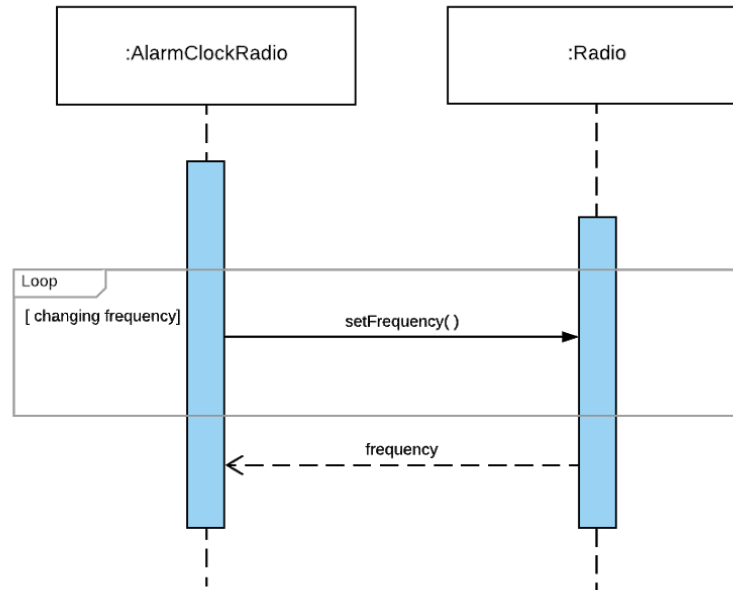 :AlarmClockRadio
:Radio
Loop
[ changing frequency]
setFrequency( )
frequency